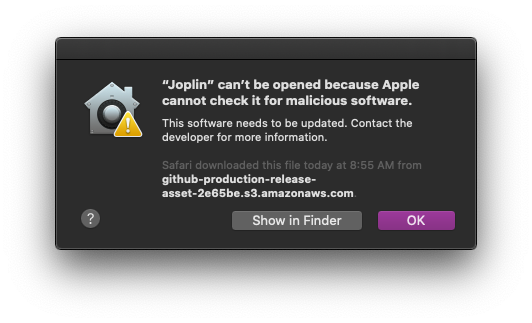 “Joplin” can’t be opened because Apple
cannot check it for malicious software.
This software needs to be updated. Contact the
developer for more information.
Safari downloaded this file today at 8:55 AM from
github-production-release-
asset-2e65be.s3.amazonaws.com.
?
Show in Finder
OK